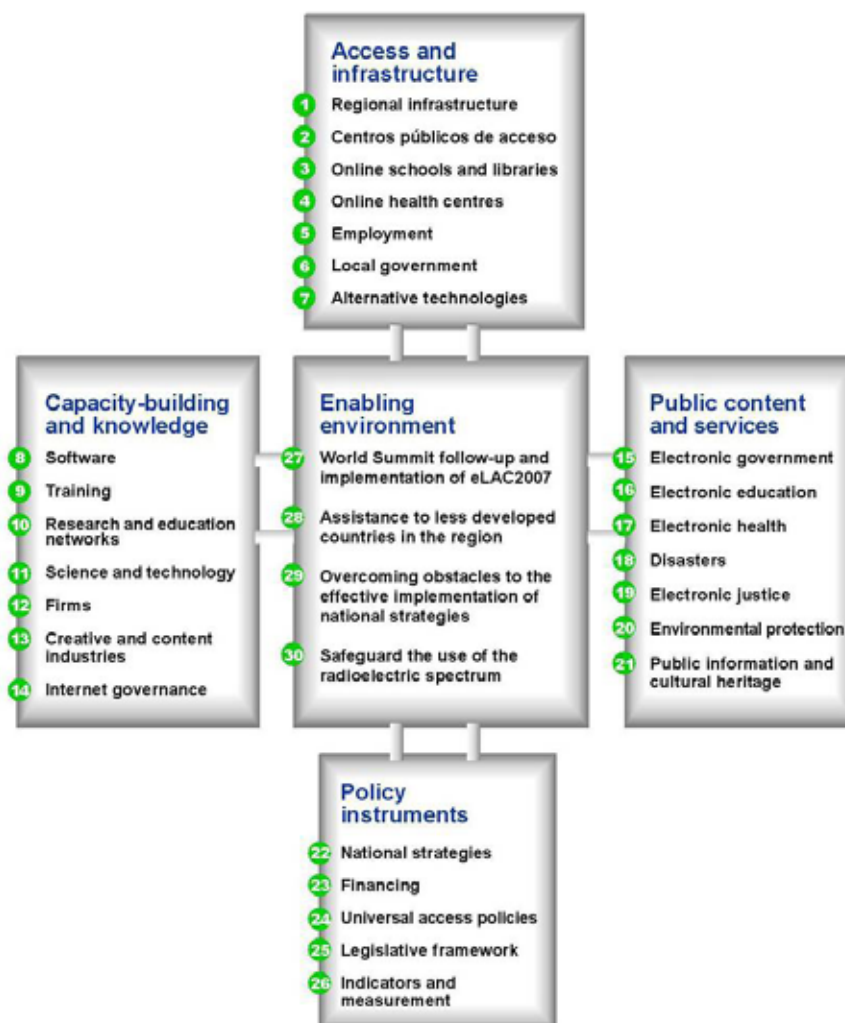 Access and
infrastructure
1 Regional infrastructure
2 Centros públicos de acceso
3 Online schools and libraries
4 Online health centres
5 Employment
6 Local government
7 Alternative technologies
Capacity-building
and knowledge
8 Software
9 Training
10 Research and education
networks
11 Science and technology
12 Firms
13 Creative and content
industries
14 Internet governance
Enabling
environment
27 World Summit follow-up and
implementation of eLAC2007
28 Assistance to less developed
countries in the region
29 Overcoming obstacles to the
effective implementation of
national strategies
30 Safeguard the use of the
radioelectric spectrum
Public content
and services
15 Electronic government
16 Electronic education
17 Electronic health
18 Disasters
19 Electronic justice
20 Environmental protection
21 Public information and
cultural heritage
Policy
instruments
22 National strategies
23 Financing
24 Universal access policies
25 Legislative framework
26 Indicators and
measurement